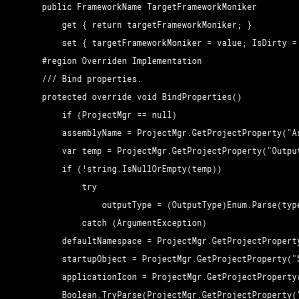 public FrameworkName TargetFrameworkMoniker
get { return targetFrameworkMoniker; }
set { targetFrameworkMoniker = value; IsDirty =
#region Overriden Implementation
/// Bind properties.
protected override void BindProperties()
if (ProjectMgr == null)
assemblyName = ProjectMgr.GetProjectProperty("As
var temp = ProjectMgr.GetProjectProperty("Output
if (!string.IsNullOrEmpty(temp))
try
outputType = (OutputType)Enum.Parse(type
catch (ArgumentException)
defaultNamespace = ProjectMgr.GetProjectProperty
startupObject = ProjectMgr.GetProjectProperty("S
applicationIcon = ProjectMgr.GetProjectProperty(
Boolean.TryParse(ProjectMgr.GetProjectProperty("